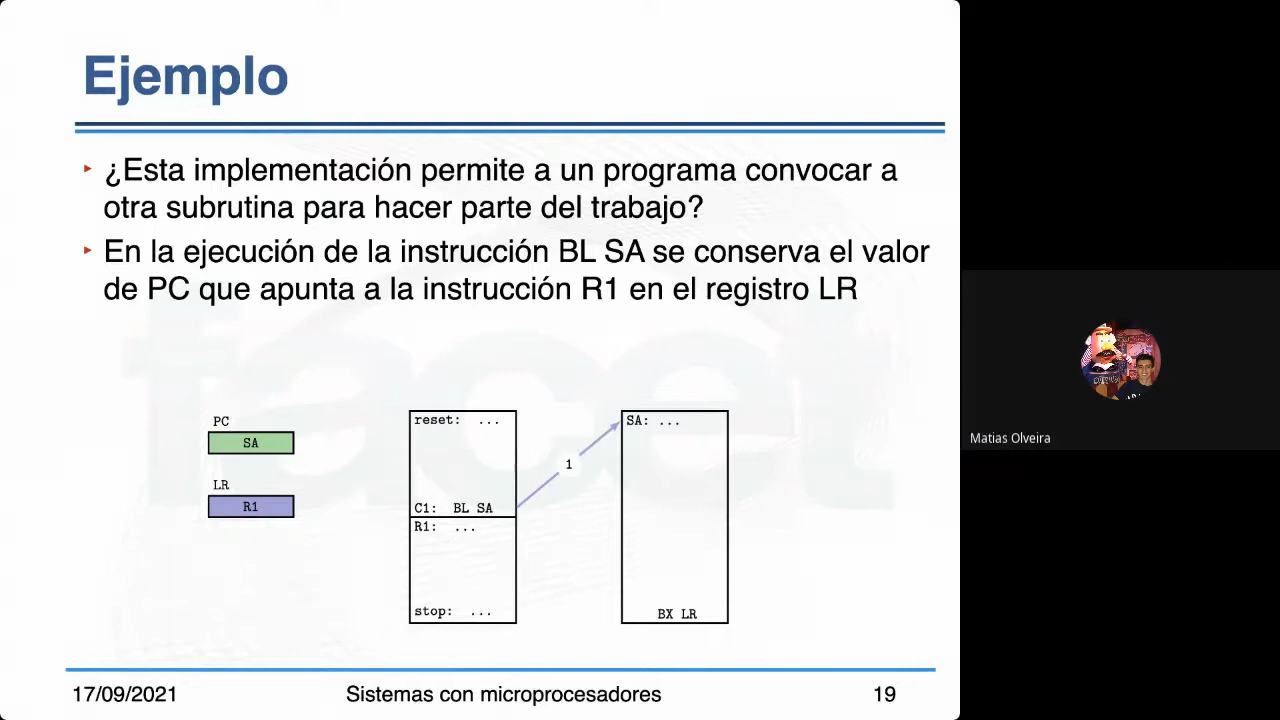 Ejemplo
‣ ¿Esta implementación permite a un programa convocar a
otra subrutina para hacer parte del trabajo?
‣ En la ejecución de la instrucción BL SA se conserva el valor
de PC que apunta a la instrucción R1 en el registro LR
PC
SA
LR
R1
reset: ...
C1: BL SA
R1: ...
stop: ...
1
SA: ...
BX LR
17/09/2021 Sistemas con microprocesadores 19
Matias Olveira